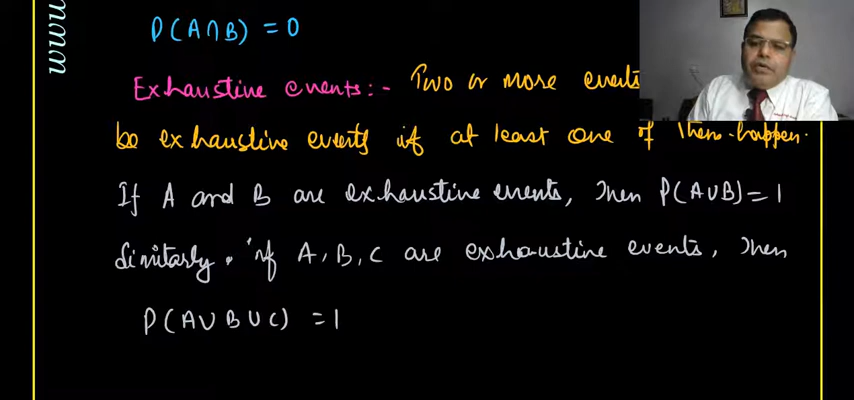 www
P(A∩B) = 0
Exhaustive events:- Two or more events
be exhaustive events if at least one of them happen.
If A and B are exhaustive events, then P(A∪B) = 1
Similarly, if A, B, C are exhaustive events, then
P(A∪B∪C) = 1